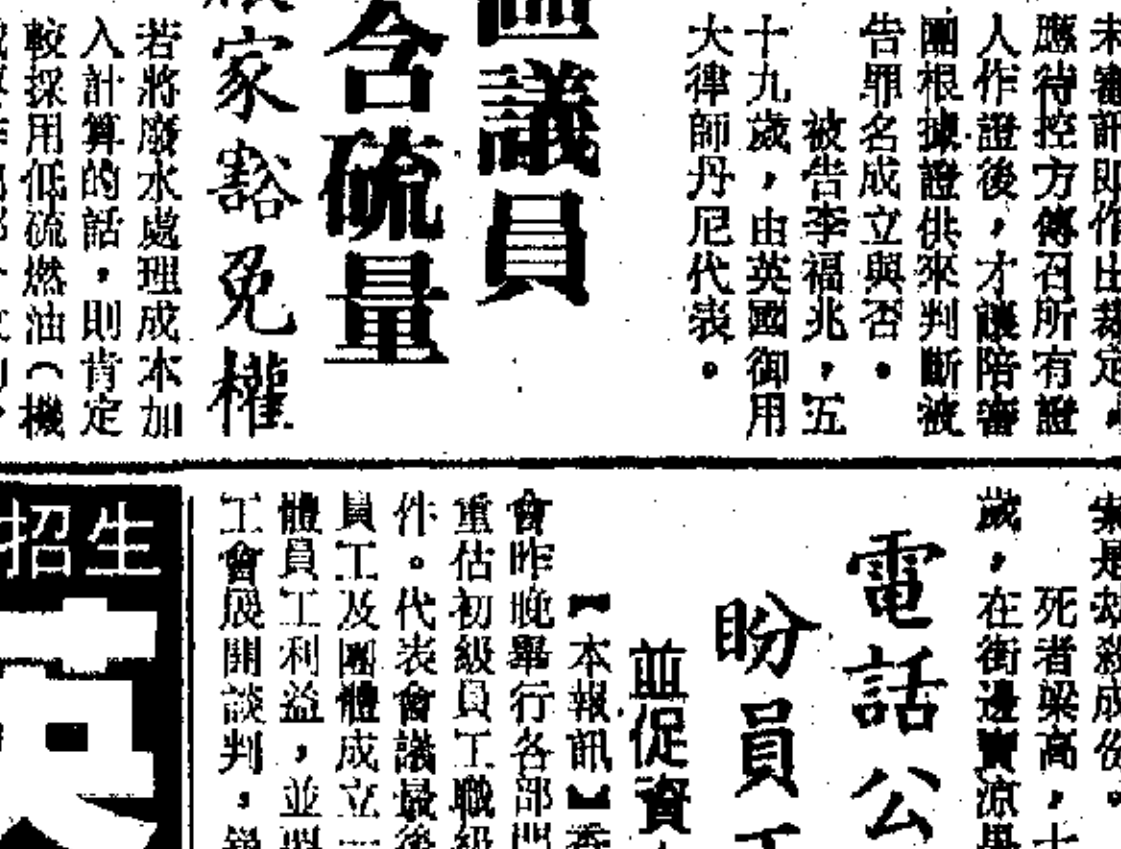 審訊即作出裁定，
應待控方傳召所有證
人作證後，才讓陪審
團根據證供來判斷被
告罪名成立與否。
被告李福兆，五
十九歲，由英國御用
大律師丹尼代表。
議員
含硫量
家豁免權
若將廢水處理成本加
入計算的話，則肯定
較採用低硫燃油（機
是劫殺成份。
死者梁高，七
歲，在街邊賣涼果
電話公
盼員工
並促資
【本報訊】香
會昨晚舉行各部門
重估初級員工職級
件。代表會議最後
員工及團體成立一
體員工利益，並與
工會展開談判。
招生